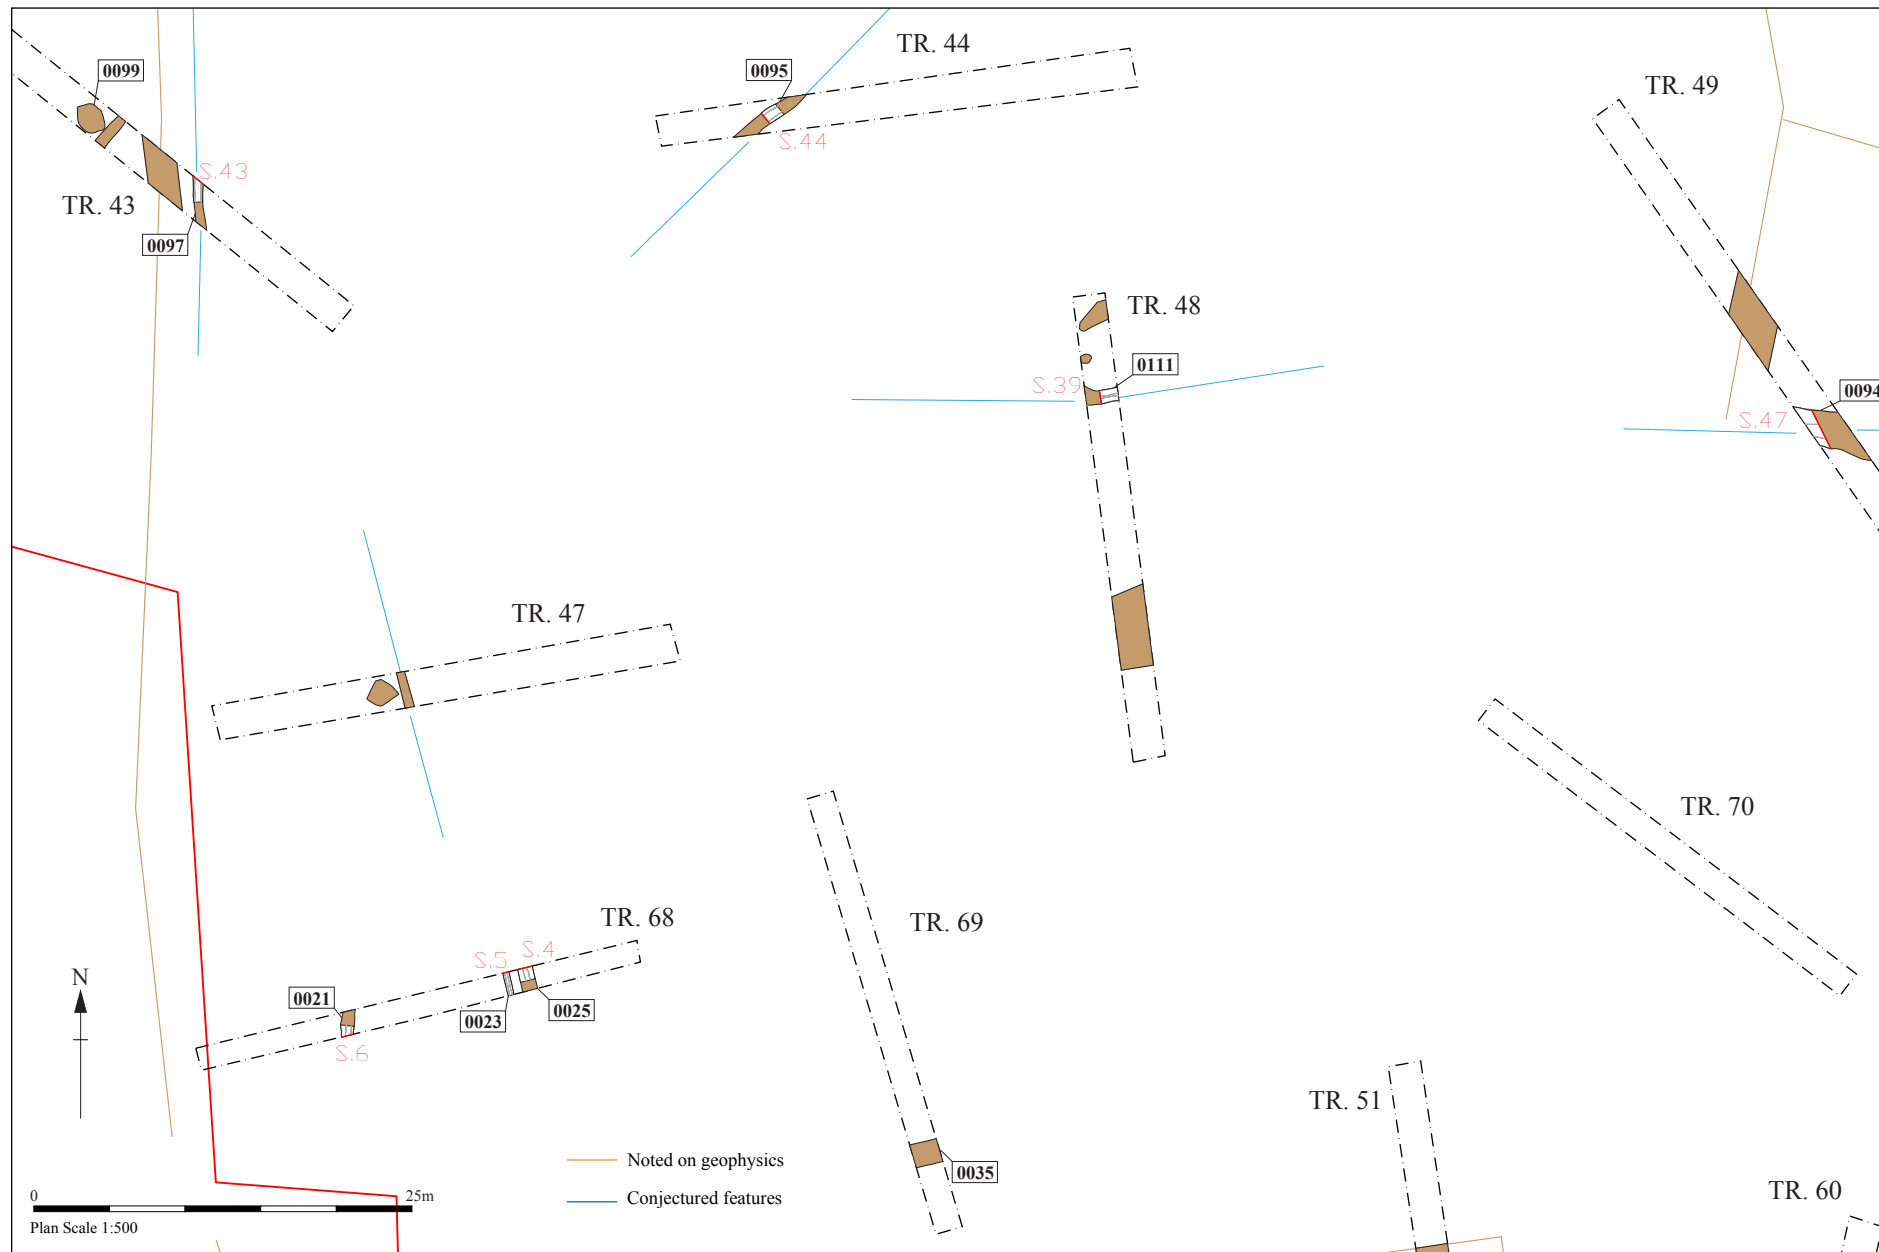 TR. 44
0099
0095
TR. 49
S.44
S.43
TR. 43
0097
TR. 48
0111
S.39
0094
S.47
TR. 47
TR. 70
TR. 68
TR. 69
S.5
S.4
N
0021
0023
0025
S.6
TR. 51
Noted on geophysics
0035
Conjectured features
TR. 60
0 25m
Plan Scale 1:500